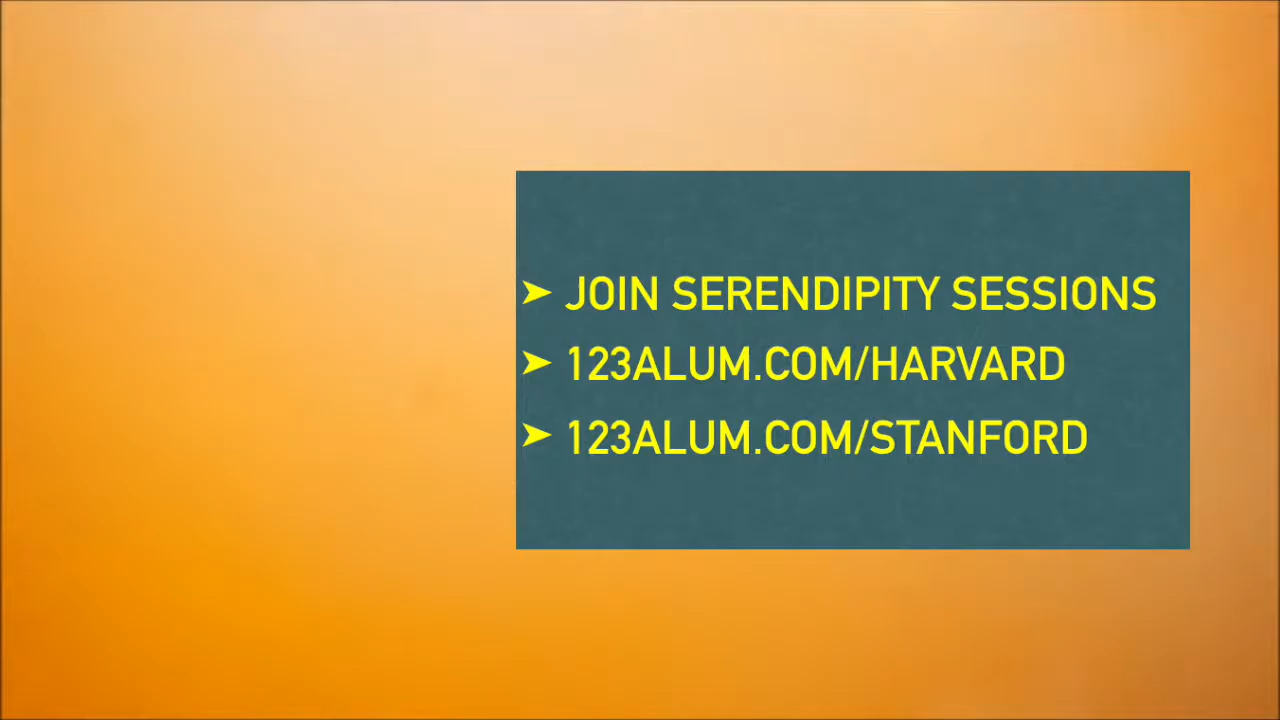 ➤ JOIN SERENDIPITY SESSIONS
➤ 123ALUM.COM/HARVARD
➤ 123ALUM.COM/STANFORD